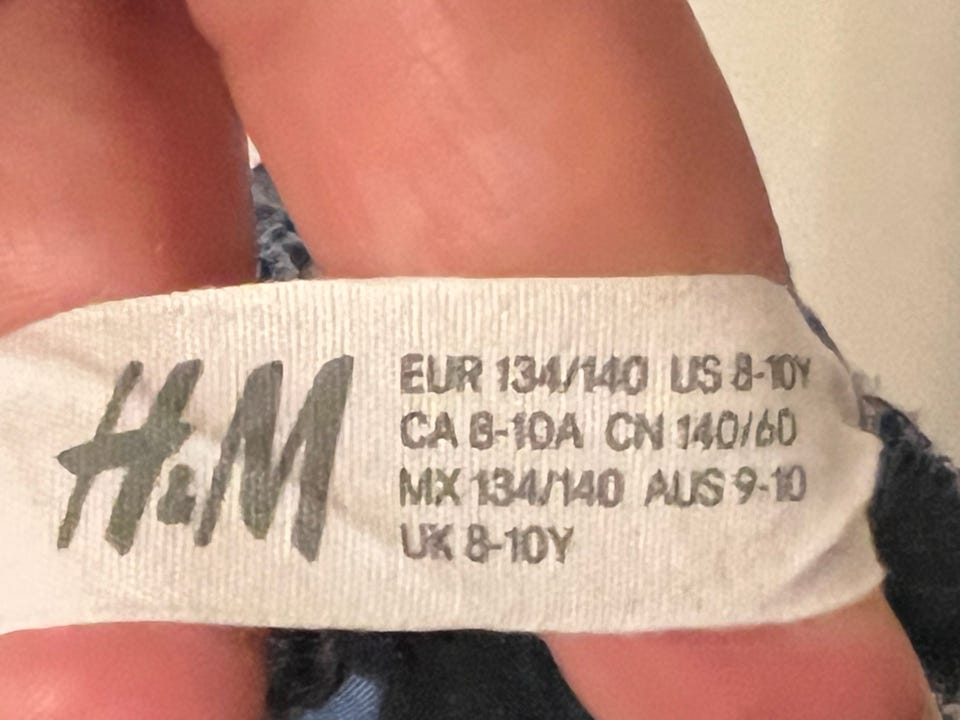 H&M
EUR 134/140 US 8-10Y
CA 8-10A CN 140/60
MX 134/140 AUS 9-10
UK 8-10Y